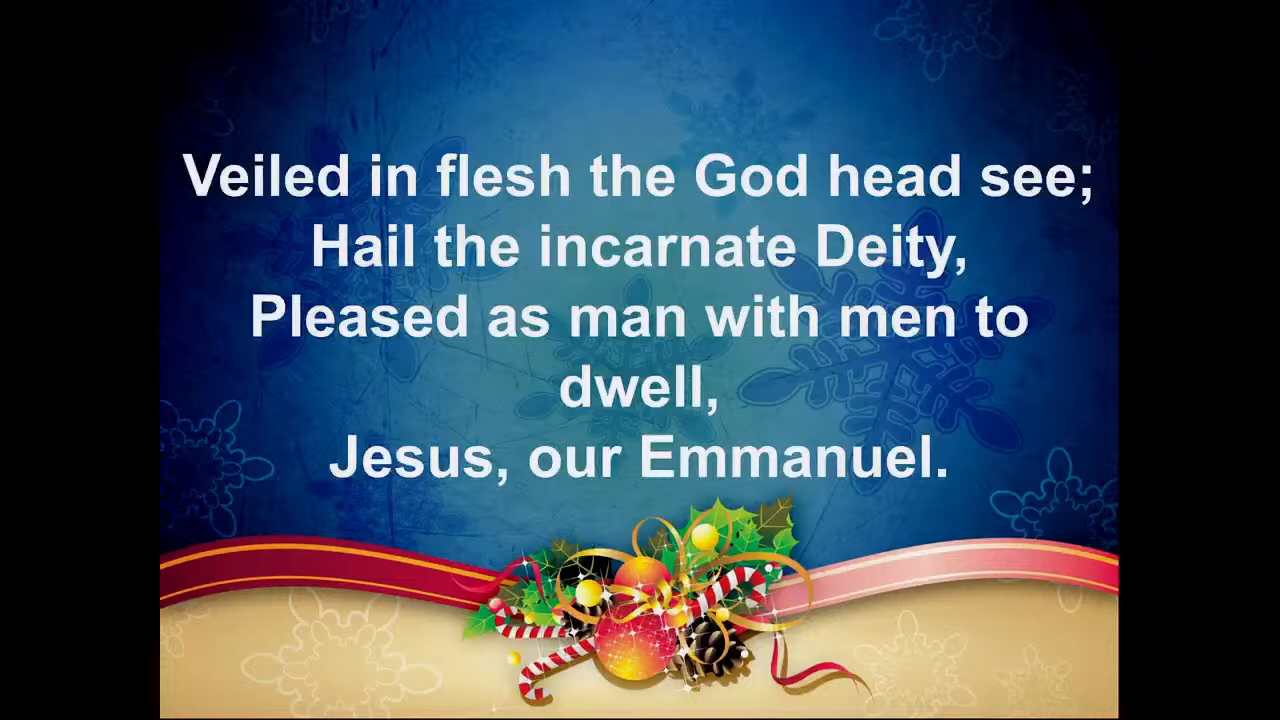 Veiled in flesh the God head see;
Hail the incarnate Deity,
Pleased as man with men to
dwell,
Jesus, our Emmanuel.